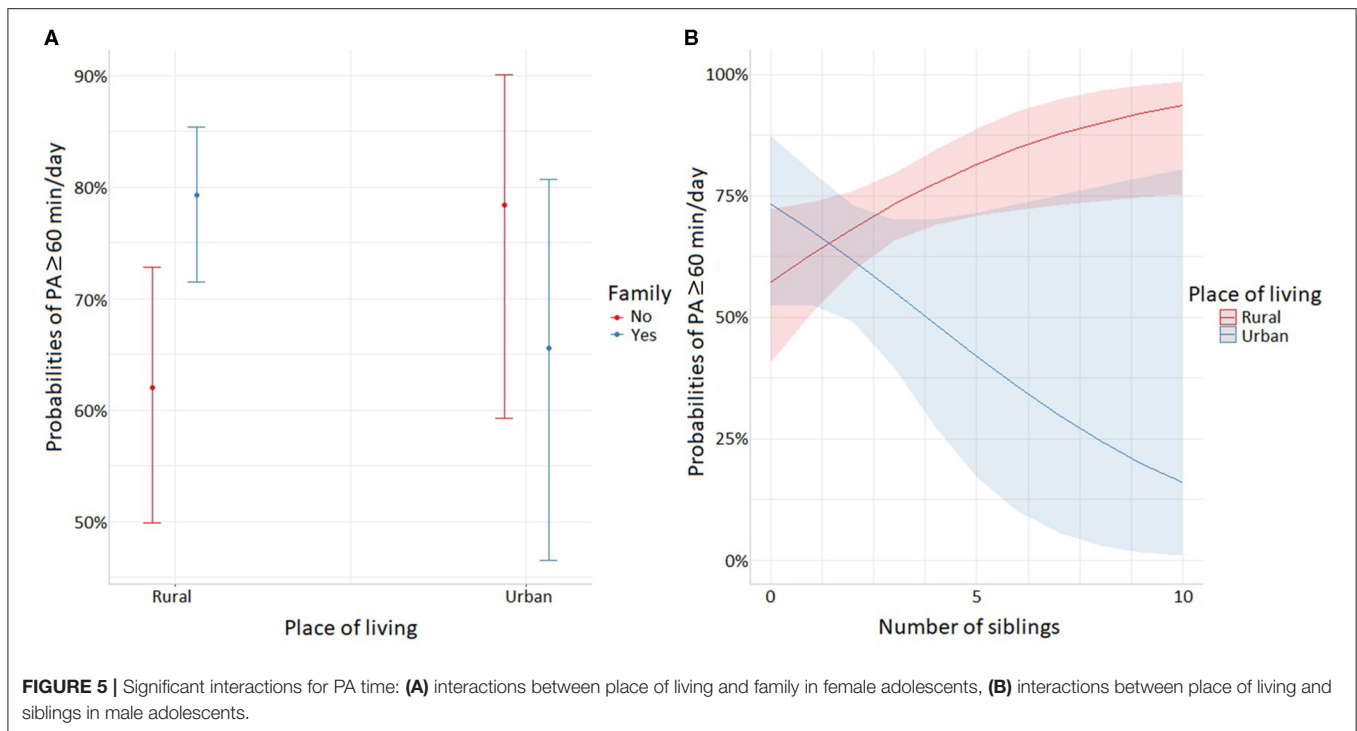 A
90%
80%
70%
60%
50%
Probabilities of PA ≥ 60 min/day
Rural
Urban
Place of living
Family
No
Yes
B
100%
75%
50%
25%
0%
Probabilities of PA ≥ 60 min/day
0
5
10
Number of siblings
Place of living
Rural
Urban
FIGURE 5 | Significant interactions for PA time: (A) interactions between place of living and family in female adolescents, (B) interactions between place of living and
siblings in male adolescents.